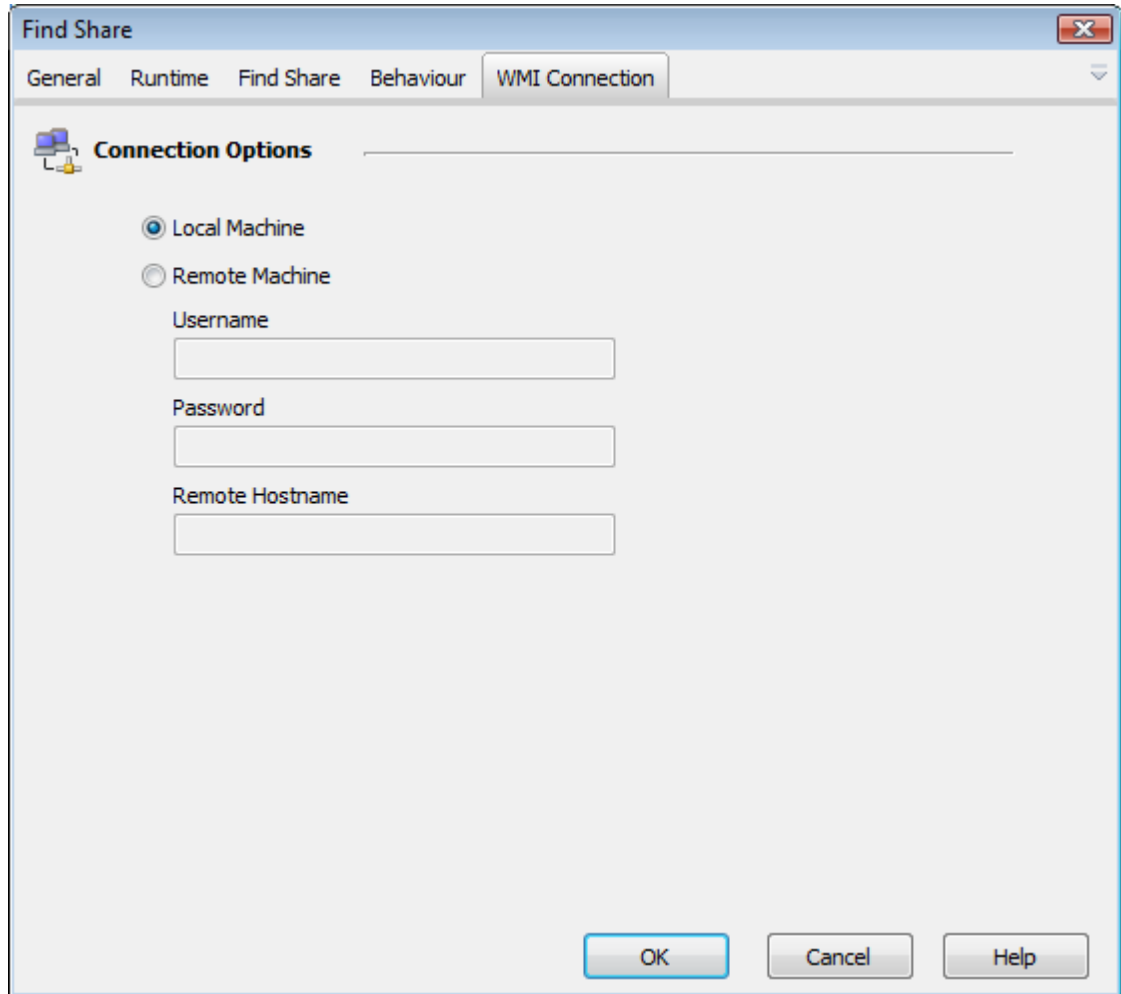 Find Share
General Runtime Find Share Behaviour WMI Connection
Connection Options
Local Machine
Remote Machine
Username
Password
Remote Hostname
OK Cancel Help